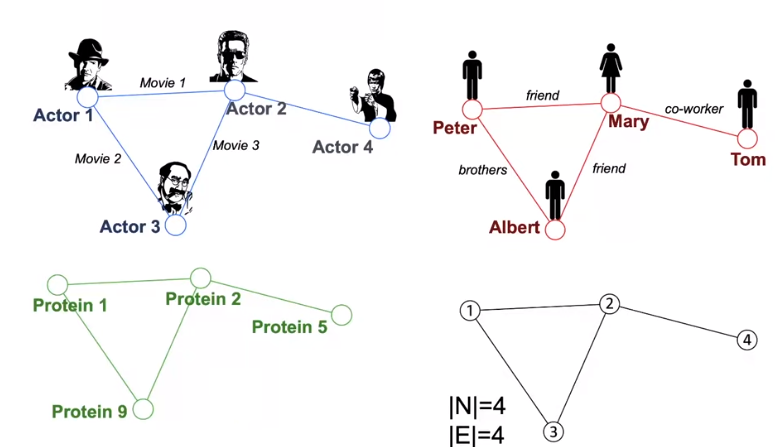 Movie 1
Actor 1
Actor 2
Actor 4
Movie 2
Movie 3
Actor 3
friend
Peter
Mary
co-worker
Tom
brothers
friend
Albert
Protein 1
Protein 2
Protein 5
Protein 9
1
2
4
3
|N|=4
|E|=4